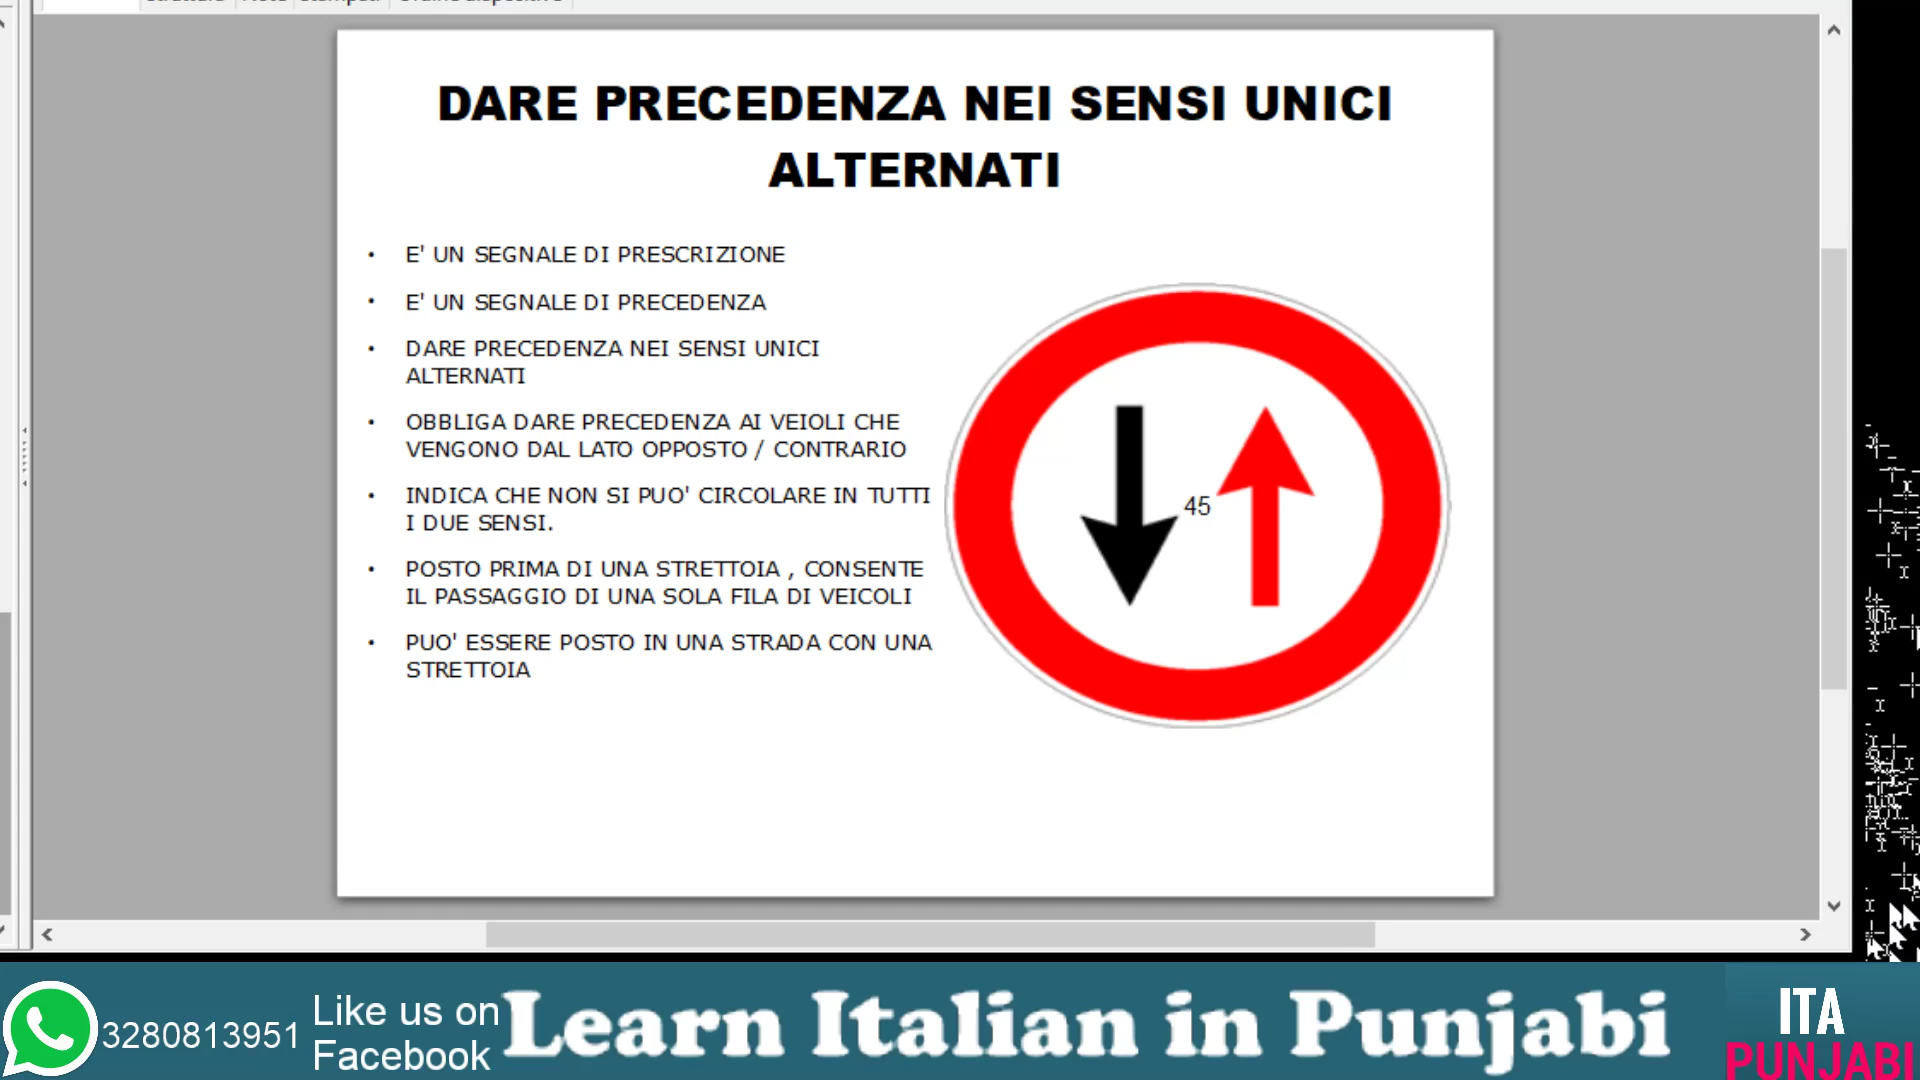 DARE PRECEDENZA NEI SENSI UNICI
ALTERNATI
• E' UN SEGNALE DI PRESCRIZIONE
• E' UN SEGNALE DI PRECEDENZA
• DARE PRECEDENZA NEI SENSI UNICI
ALTERNATI
• OBBLIGA DARE PRECEDENZA AI VEIOLI CHE
VENGONO DAL LATO OPPOSTO / CONTRARIO
• INDICA CHE NON SI PUO' CIRCOLARE IN TUTTI
I DUE SENSI.
• POSTO PRIMA DI UNA STRETTOIA , CONSENTE
IL PASSAGGIO DI UNA SOLA FILA DI VEICOLI
• PUO' ESSERE POSTO IN UNA STRADA CON UNA
STRETTOIA
45
3280813951
Like us on
Facebook
Learn Italian in Punjabi
ITA
PUNJABI